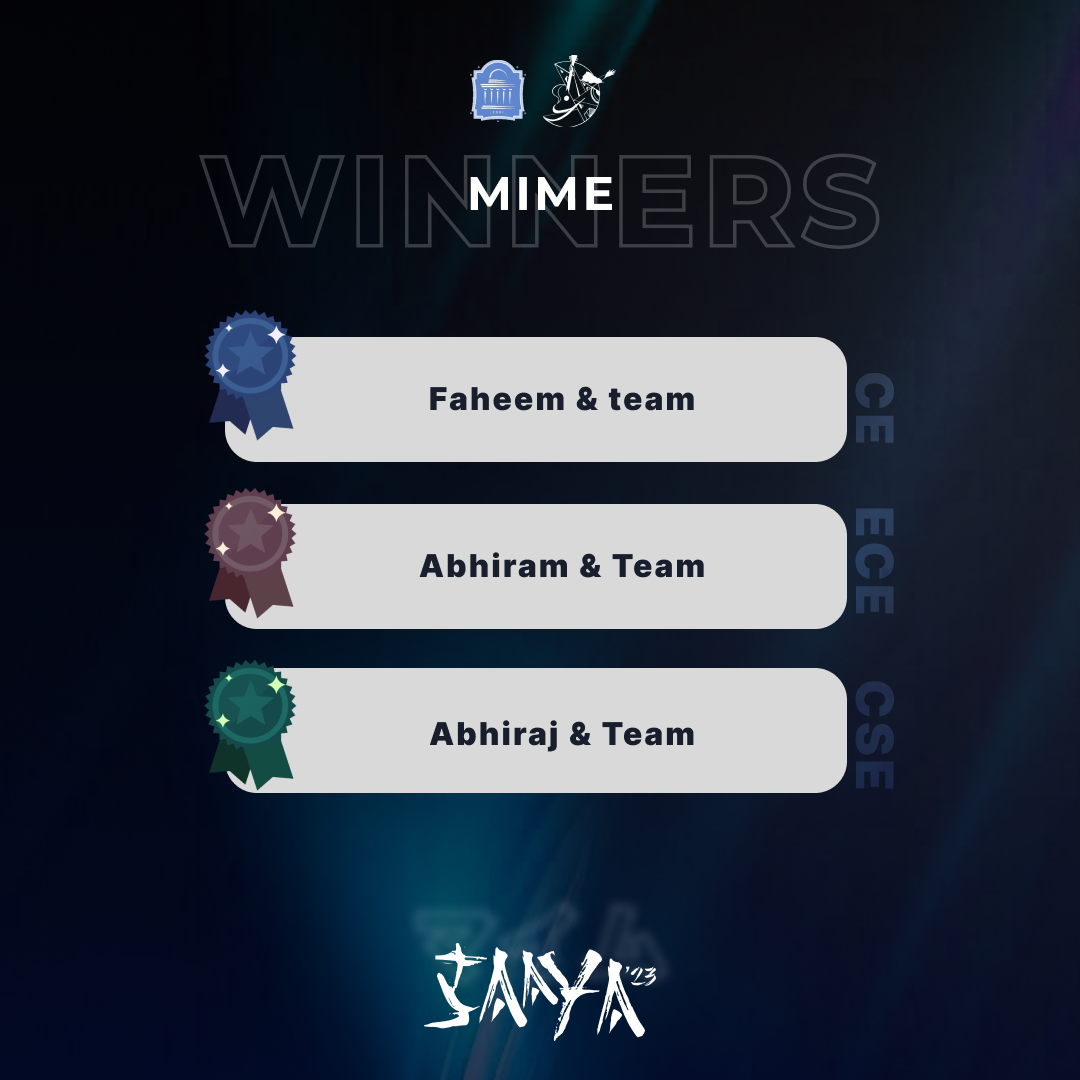 WINNERS
MIME
Faheem & team
CE
Abhiram & Team
ECE
Abhiraj & Team
CSE
SAAYA '23